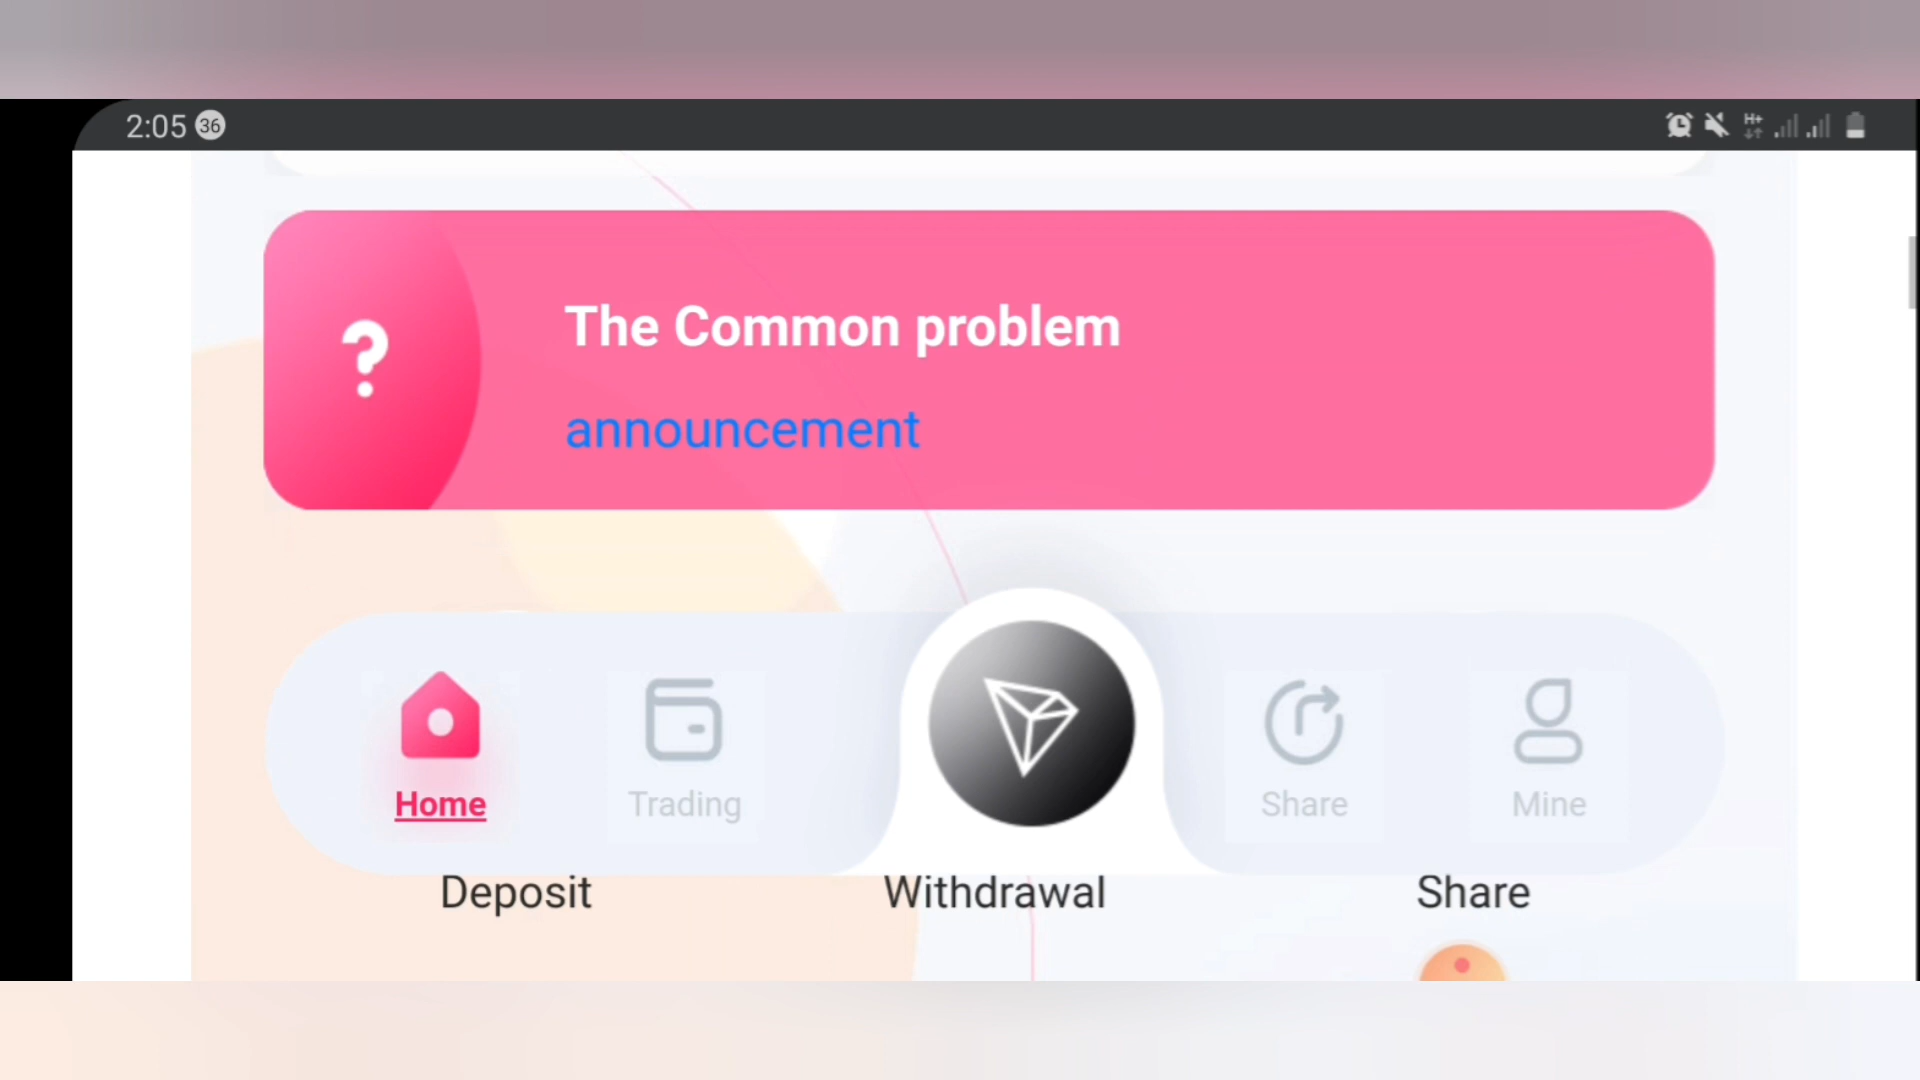 2:05 36
H+
The Common problem
announcement
Home Trading Share Mine
Deposit Withdrawal Share